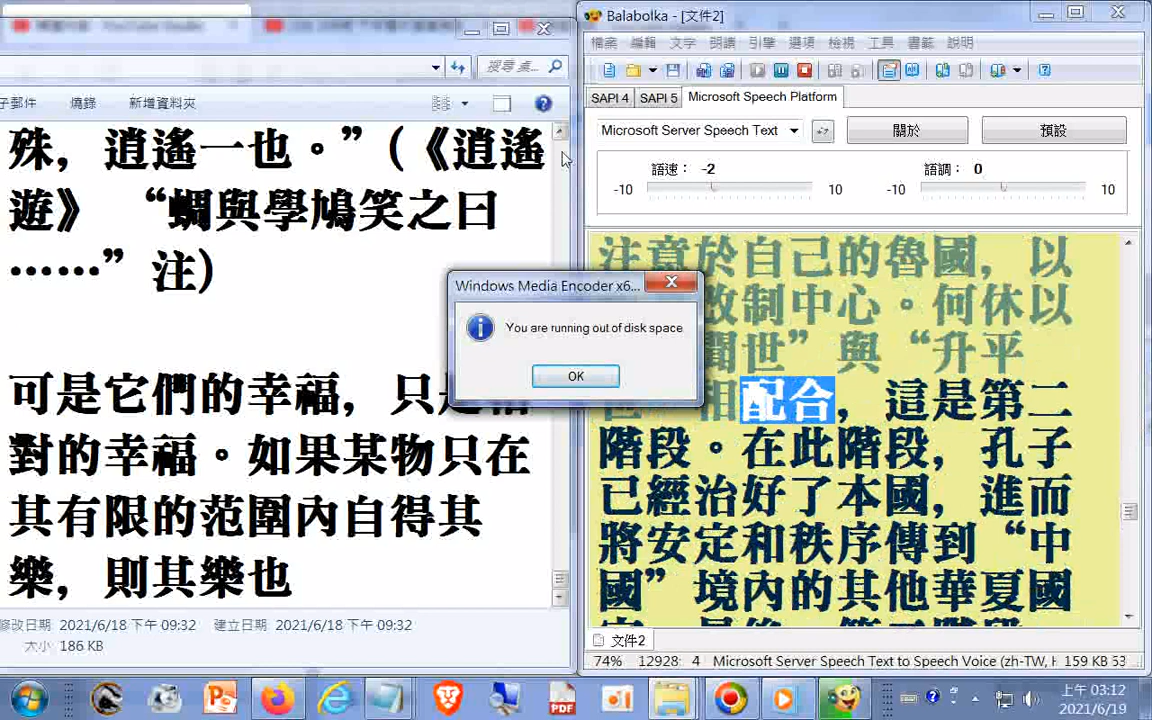 Balabolka - [文件2]
檔案 編輯 文字 朗讀 引擎 選項 檢視 工具 書籤 說明
搜尋 桌...
子郵件 燒錄 新增資料夾
SAPI 4 SAPI 5 Microsoft Speech Platform
Microsoft Server Speech Text 關於 預設
語速： -2 語調： 0
-10 10 -10 10
殊，逍遙一也。”(《逍遙
遊》 “蜩與學鳩笑之曰
……” 注)
可是它們的幸福，只是相
對的幸福。如果某物只在
其有限的范圍內自得其
樂，則其樂也
修改日期 2021/6/18 下午 09:32 建立日期 2021/6/18 下午 09:32
大小 186 KB
Windows Media Encoder x6...
You are running out of disk space
OK
注意於自己的魯國，以
改制中心。何休以
聞世”與“升平
相配合，這是第二
階段。在此階段，孔子
已經治好了本國，進而
將安定和秩序傳到“中
國”境內的其他華夏國
文件2
74% 12928: 4 Microsoft Server Speech Text to Speech Voice (zh-TW, H 159 KB 53
上午 03:12
2021/6/19